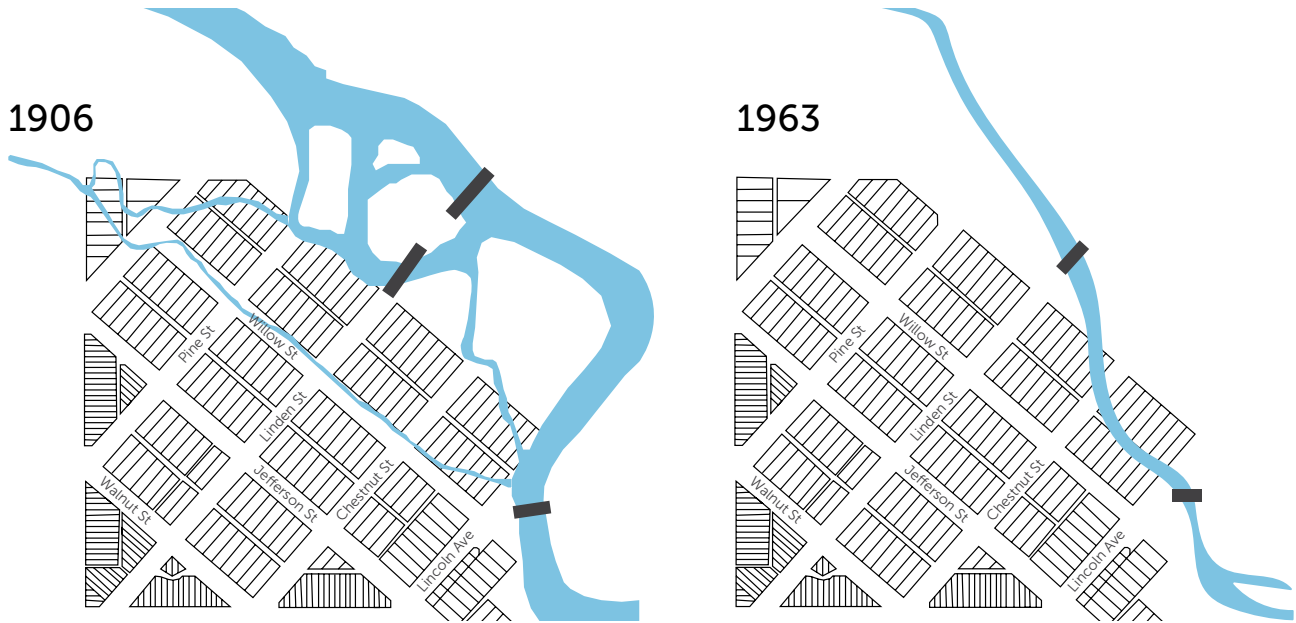 1906
Willow St
Pine St
Linden St
Jefferson St
Walnut St
Chestnut St
Lincoln Ave
1963
Willow St
Pine St
Linden St
Jefferson St
Walnut St
Chestnut St
Lincoln Ave